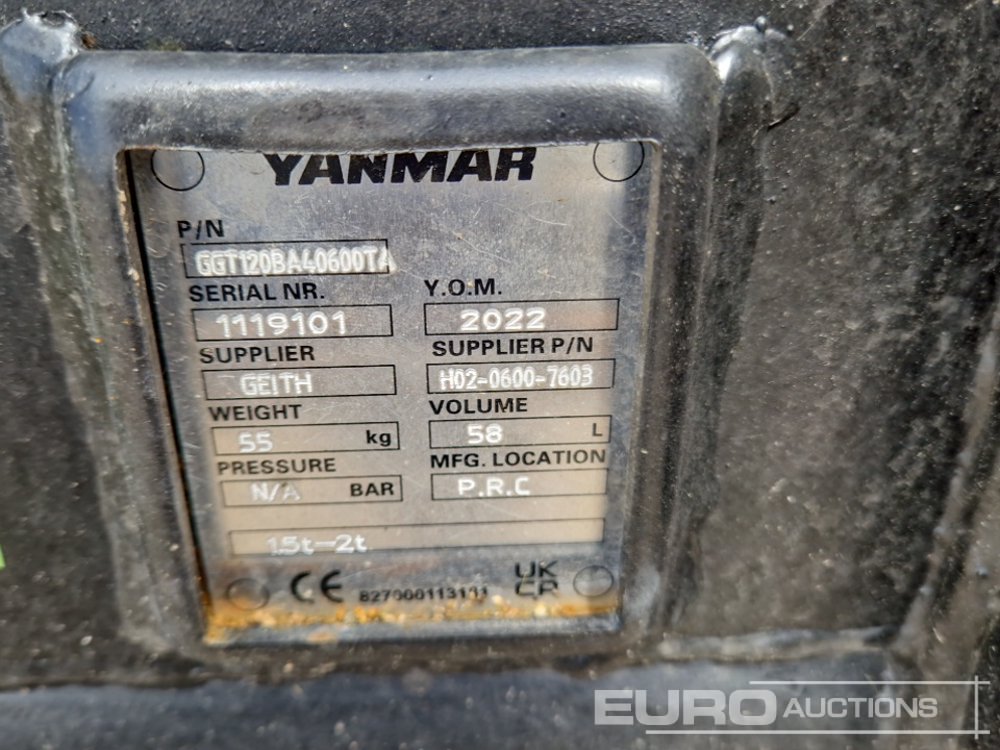 YANMAR
P/N
GGT120BA40600TA
SERIAL NR. Y.O.M.
1119101 2022
SUPPLIER SUPPLIER P/N
GEITH H02-0600-7603
WEIGHT VOLUME
55 kg 58 L
PRESSURE MFG. LOCATION
N/A BAR P.R.C
1.5t-2t
CE UK CA
EURO AUCTIONS